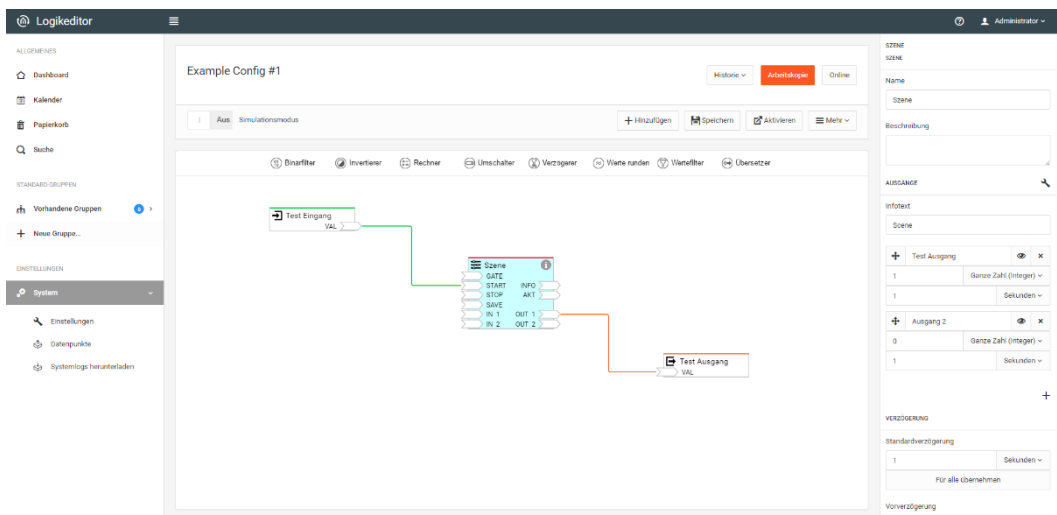 Logikeditor
Administrator
ALLGEMEINES
Dashboard
Kalender
Papierkorb
Suche
STANDARD-GRUPPEN
Vorhandene Gruppen
Neue Gruppe...
EINSTELLUNGEN
System
Einstellungen
Datenpunkte
Systemlogs herunterladen
Example Config #1
Historie
Arbeitskopie
Online
Aus Simulationsmodus
Hinzufügen
Speichern
Aktivieren
Mehr
Binärfilter
Invertierer
Rechner
Umschalter
Verzögerer
Werte runden
Wertefilter
Übersetzer
Test Eingang
VAL
Szene
GATE
START INFO
STOP AKT
SAVE
IN 1 OUT 1
IN 2 OUT 2
Test Ausgang
VAL
SZENE
SZENE
Name
Szene
Beschreibung
AUSGÄNGE
Infotext
Scene
Test Ausgang
1 Ganze Zahl (Integer)
1 Sekunden
Ausgang 2
0 Ganze Zahl (Integer)
1 Sekunden
VERZÖGERUNG
Standardverzögerung
1 Sekunden
Für alle übernehmen
Vorverzögerung